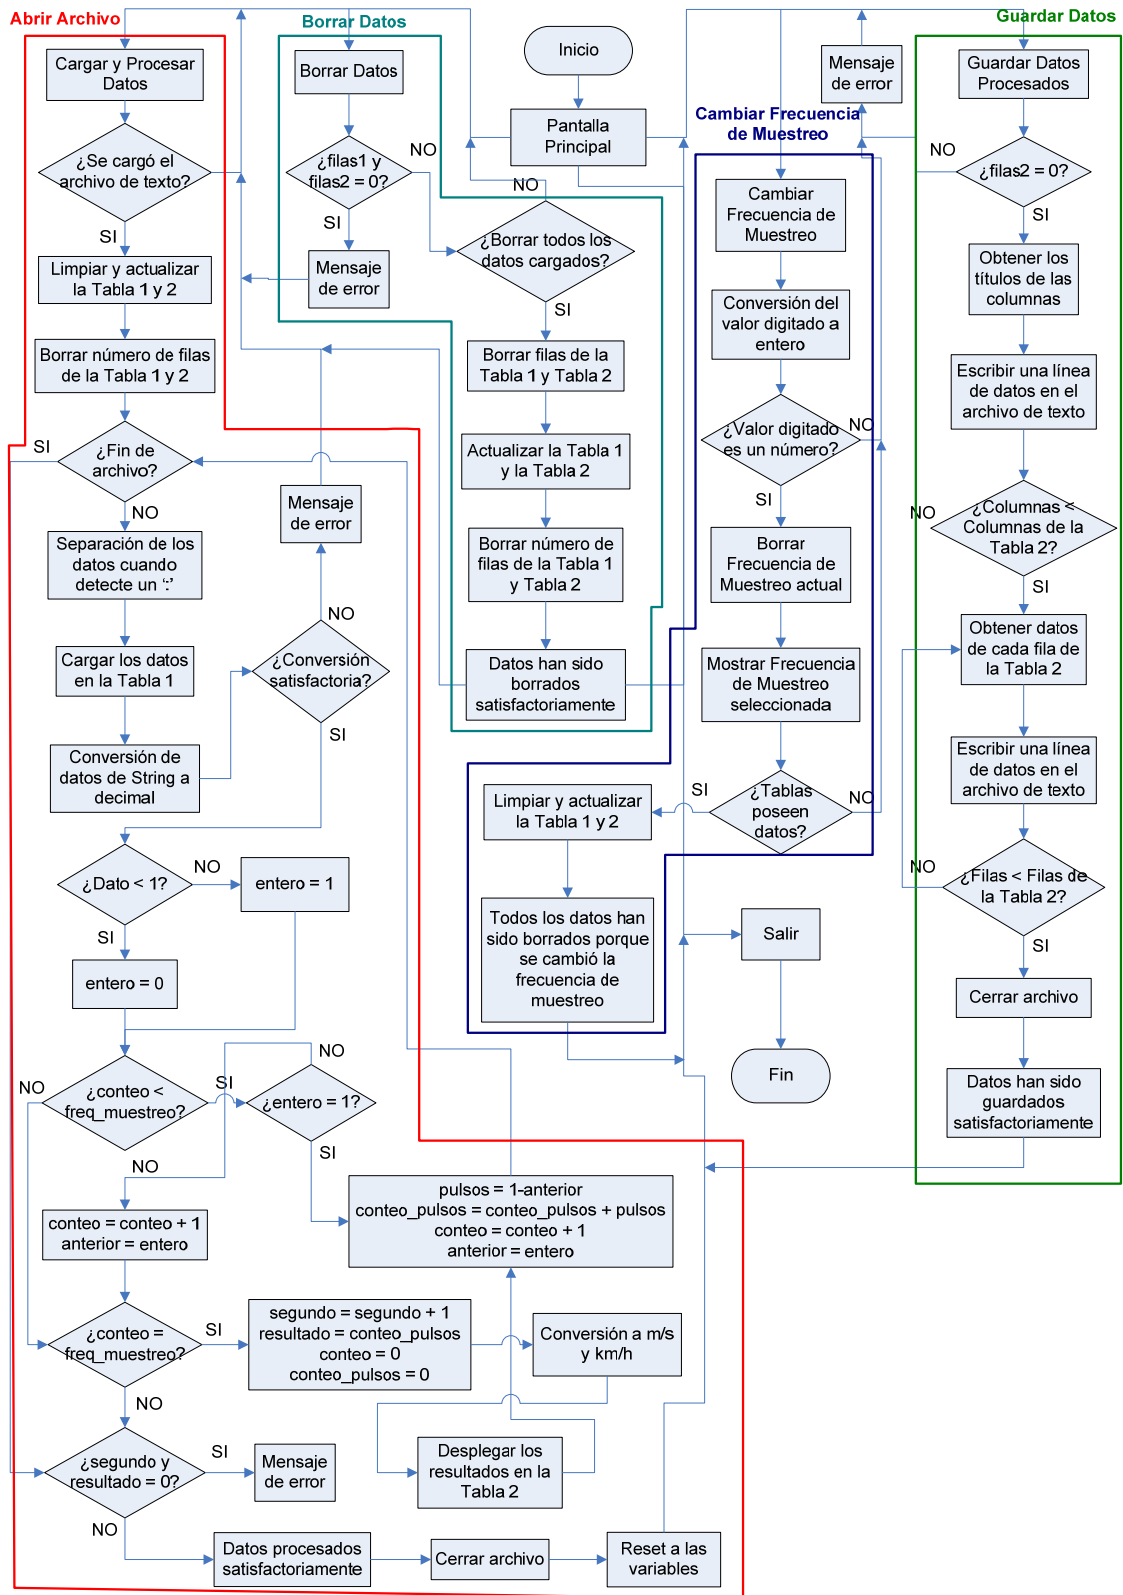 Abrir Archivo
Cargar y Procesar
Datos
¿Se cargó el
archivo de texto?
SI
Limpiar y actualizar
la Tabla 1 y 2
Borrar número de filas
de la Tabla 1 y 2
SI
¿Fin de
archivo?
NO
Separación de los
datos cuando
detecte un ‘:’
Cargar los datos
en la Tabla 1
Conversión de
datos de String a
decimal
Mensaje
de error
NO
¿Conversión
satisfactoria?
SI
¿Dato < 1?
NO
entero = 1
SI
entero = 0
NO
¿conteo <
freq_muestreo?
SI
NO
¿entero = 1?
SI
NO
conteo = conteo + 1
anterior = entero
pulsos = 1-anterior
conteo_pulsos = conteo_pulsos + pulsos
conteo = conteo + 1
anterior = entero
¿conteo =
freq_muestreo?
SI
segundo = segundo + 1
resultado = conteo_pulsos
conteo = 0
conteo_pulsos = 0
Conversión a m/s
y km/h
NO
Desplegar los
resultados en la
Tabla 2
¿segundo y
resultado = 0?
SI
Mensaje
de error
NO
Datos procesados
satisfactoriamente
Cerrar archivo
Reset a las
variables
Borrar Datos
Borrar Datos
¿filas1 y
filas2 = 0?
NO
SI
Mensaje
de error
NO
¿Borrar todos los
datos cargados?
SI
Borrar filas de la
Tabla 1 y Tabla 2
Actualizar la Tabla 1
y la Tabla 2
Borrar número de
filas de la Tabla 1
y Tabla 2
Datos han sido
borrados
satisfactoriamente
Inicio
Pantalla
Principal
Cambiar Frecuencia
de Muestreo
Cambiar
Frecuencia de
Muestreo
Conversión del
valor digitado a
entero
¿Valor digitado
es un número?
NO
SI
Borrar
Frecuencia de
Muestreo actual
Mostrar Frecuencia
de Muestreo
seleccionada
¿Tablas
poseen
datos?
SI
NO
Limpiar y actualizar
la Tabla 1 y 2
Todos los datos han
sido borrados porque
se cambió la
frecuencia de
muestreo
Salir
Fin
Mensaje
de error
Guardar Datos
Guardar Datos
Procesados
NO
¿filas2 = 0?
SI
Obtener los
títulos de las
columnas
Escribir una línea
de datos en el
archivo de texto
NO
¿Columnas <
Columnas de la
Tabla 2?
SI
Obtener datos
de cada fila de
la Tabla 2
Escribir una línea
de datos en el
archivo de texto
NO
¿Filas < Filas de
la Tabla 2?
SI
Cerrar archivo
Datos han sido
guardados
satisfactoriamente